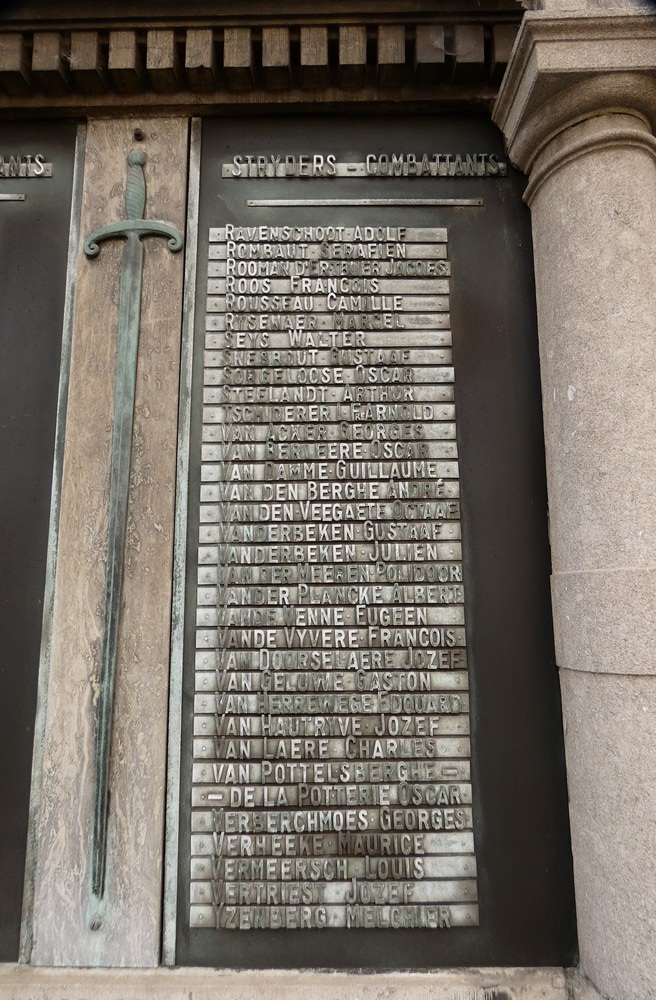 ANTS
STRYDERS - COMBATTANTS
RAVENSCHOOT ADOLF
ROMBAUT SERAFIEN
ROOMAN D'ERTBUER JACQUES
ROOS FRANÇOIS
ROUSSEAU CAMILLE
RYSENAER MARCEL
SEYS WALTER
SNEBBOUT GUSTAAF
SORGELOOSE OSCAR
STEELANDT ARTHUR
TSCHIDERER I-FR ARNOLD
VAN ACKER GEORGES
VAN BERLEERE OSCAR
VAN DAMME GUILLAUME
VAN DEN BERGHE ANDRÉ
VAN DEN VEEGAETE OCTAAF
VANDERBEKEN GUSTAAF
VANDERBEKEN JULIEN
VAN DER MEEREN POLIDOOR
VANDER PLANCKE ALBERT
VANDE VENNE EUGEEN
VANDE VYVERE FRANÇOIS
VAN DOORSELAERE JOZEF
VAN GELUWE GASTON
VAN HERREWEGE EDOUARD
VAN HAUTRYVE JOZEF
VAN LAERE CHARLES
VAN POTTELSBERGHE -
- DE LA POTTERIE OSCAR
VERBERCHMOES GEORGES
VERHEEKE MAURICE
VERMEERSCH LOUIS
VERTRIEST JOZEF
YZENBERG MELCHIER